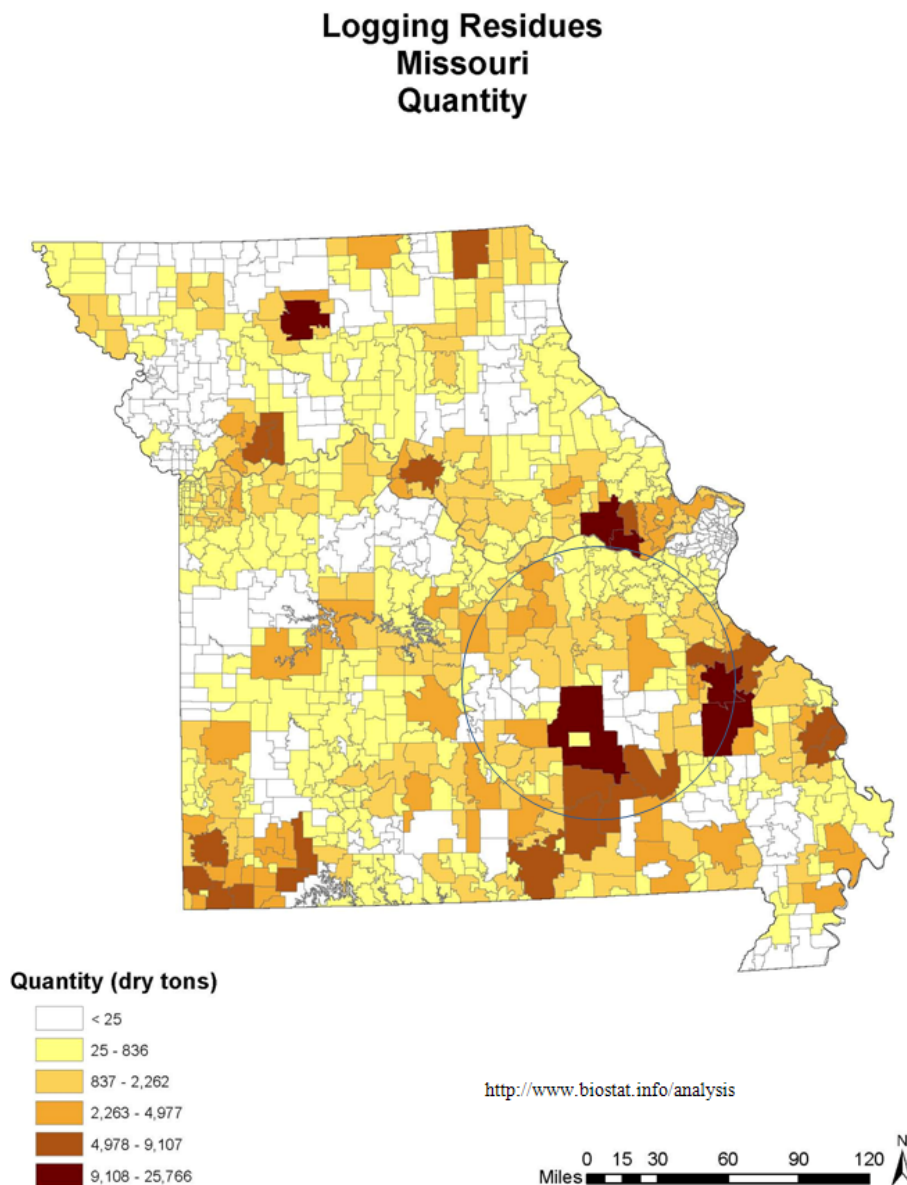 Logging Residues
Missouri
Quantity
Quantity (dry tons)
< 25
25 - 836
837 - 2,262
2,263 - 4,977
4,978 - 9,107
9,108 - 25,766
http://www.biostat.info/analysis
N
0 15 30 60 90 120
Miles